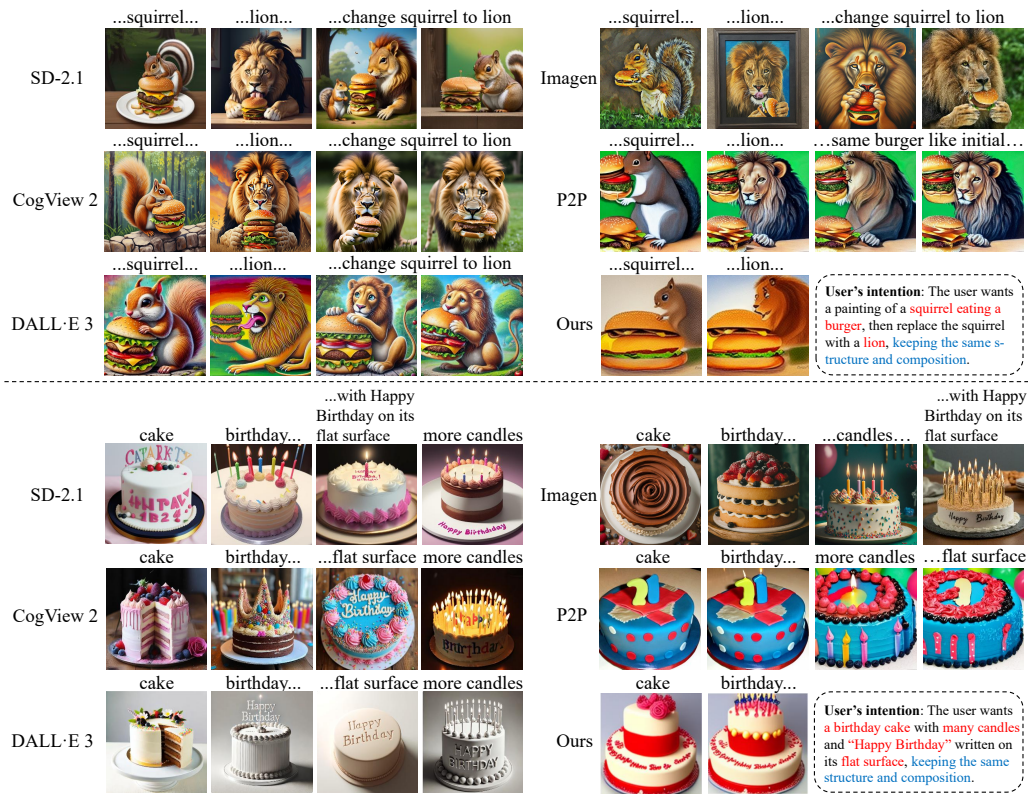 ...squirrel... ...lion... ...change squirrel to lion
SD-2.1
...squirrel... ...lion... ...change squirrel to lion
CogView 2
...squirrel... ...lion... ...change squirrel to lion
DALL·E 3
...squirrel... ...lion... ...change squirrel to lion
Imagen
...squirrel... ...lion... …same burger like initial…
P2P
...squirrel... ...lion...
Ours
User's intention: The user wants
a painting of a squirrel eating a
burger, then replace the squirrel
with a lion, keeping the same s-
tructure and composition.
...with Happy
Birthday on its
cake birthday... flat surface more candles
SD-2.1
cake birthday... ...flat surface more candles
CogView 2
Happy
Birthday
cake birthday... ...flat surface more candles
DALL·E 3
Happy
Birthday
Happy
Birthday
HAPPY
BIRTHDAY
...with Happy
Birthday on its
cake birthday... ...candles… flat surface
Imagen
Happy Birthday
cake birthday... more candles …flat surface
P2P
cake birthday...
Ours
User's intention: The user wants
a birthday cake with many candles
and “Happy Birthday” written on
its flat surface, keeping the same
structure and composition.